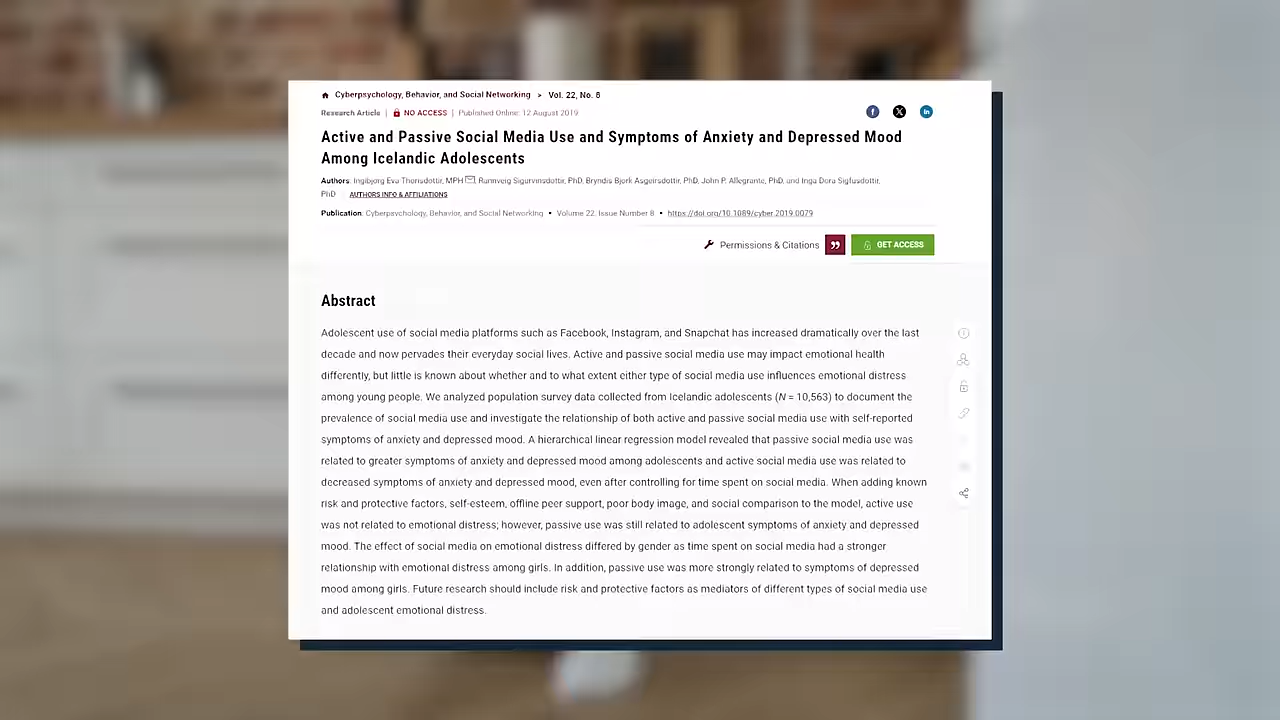 Cyberpsychology, Behavior, and Social Networking > Vol. 22, No. 8
Research Article | NO ACCESS | Published Online: 12 August 2019
f X in
Active and Passive Social Media Use and Symptoms of Anxiety and Depressed Mood
Among Icelandic Adolescents
Authors: Ingibjorg Eva Thorisdottir, MPH, Rannveig Sigurvinsdottir, PhD, Bryndis Bjork Asgeirsdottir, PhD, John P. Allegrante, PhD, and Inga Dora Sigfusdottir,
PhD AUTHORS INFO & AFFILIATIONS
Publication: Cyberpsychology, Behavior, and Social Networking • Volume 22, Issue Number 8 • https://doi.org/10.1089/cyber.2019.0079
Permissions & Citations GET ACCESS
Abstract
Adolescent use of social media platforms such as Facebook, Instagram, and Snapchat has increased dramatically over the last
decade and now pervades their everyday social lives. Active and passive social media use may impact emotional health
differently, but little is known about whether and to what extent either type of social media use influences emotional distress
among young people. We analyzed population survey data collected from Icelandic adolescents (N = 10,563) to document the
prevalence of social media use and investigate the relationship of both active and passive social media use with self-reported
symptoms of anxiety and depressed mood. A hierarchical linear regression model revealed that passive social media use was
related to greater symptoms of anxiety and depressed mood among adolescents and active social media use was related to
decreased symptoms of anxiety and depressed mood, even after controlling for time spent on social media. When adding known
risk and protective factors, self-esteem, offline peer support, poor body image, and social comparison to the model, active use
was not related to emotional distress; however, passive use was still related to adolescent symptoms of anxiety and depressed
mood. The effect of social media on emotional distress differed by gender as time spent on social media had a stronger
relationship with emotional distress among girls. In addition, passive use was more strongly related to symptoms of depressed
mood among girls. Future research should include risk and protective factors as mediators of different types of social media use
and adolescent emotional distress.